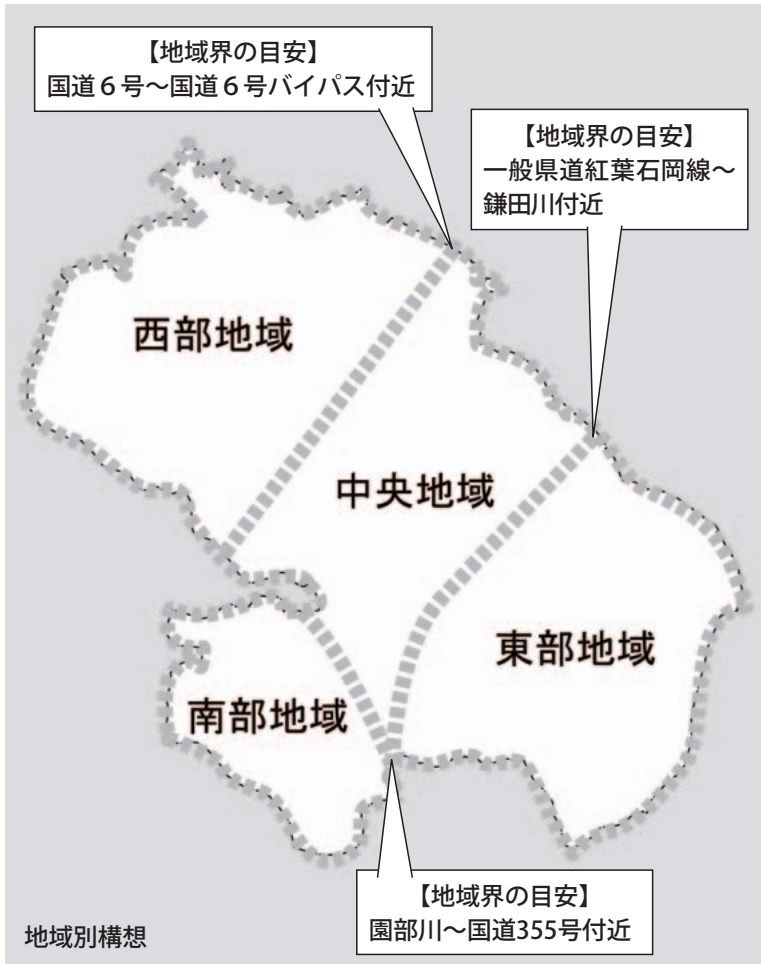 【地域界の目安】
国道６号～国道６号バイパス付近
【地域界の目安】
一般県道紅葉石岡線～
鎌田川付近
西部地域
中央地域
東部地域
南部地域
【地域界の目安】
園部川～国道355号付近
地域別構想